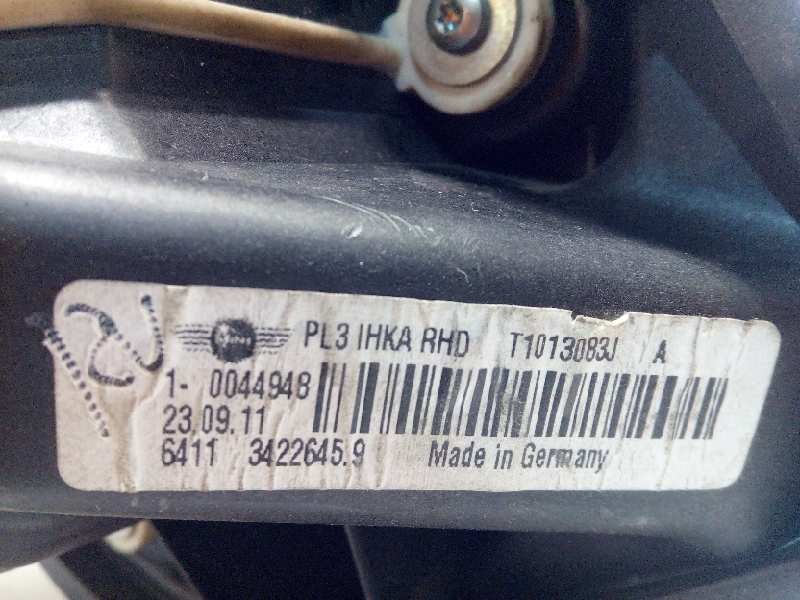 PL3 IHKA RHD T1013083J A
1- 0044948
23.09.11
6411 3422645.9 Made in Germany